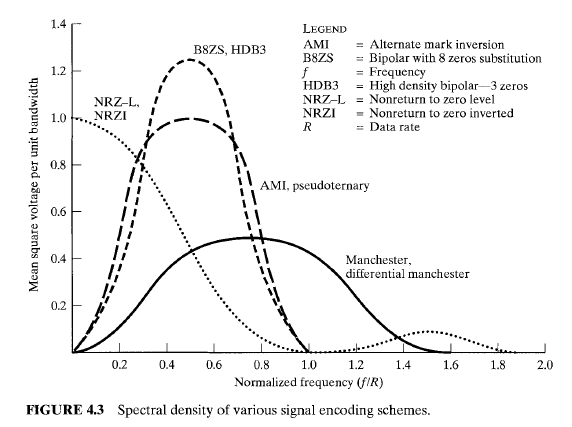 1.4
1.2
1.0
0.8
0.6
0.4
0.2
Mean square voltage per unit bandwidth
B8ZS, HDB3
NRZ–L,
NRZI
AMI, pseudoternary
Manchester,
differential manchester
LEGEND
AMI = Alternate mark inversion
B8ZS = Bipolar with 8 zeros substitution
f = Frequency
HDB3 = High density bipolar—3 zeros
NRZ–L = Nonreturn to zero level
NRZI = Nonreturn to zero inverted
R = Data rate
0.2 0.4 0.6 0.8 1.0 1.2 1.4 1.6 1.8 2.0
Normalized frequency (f/R)
FIGURE 4.3 Spectral density of various signal encoding schemes.